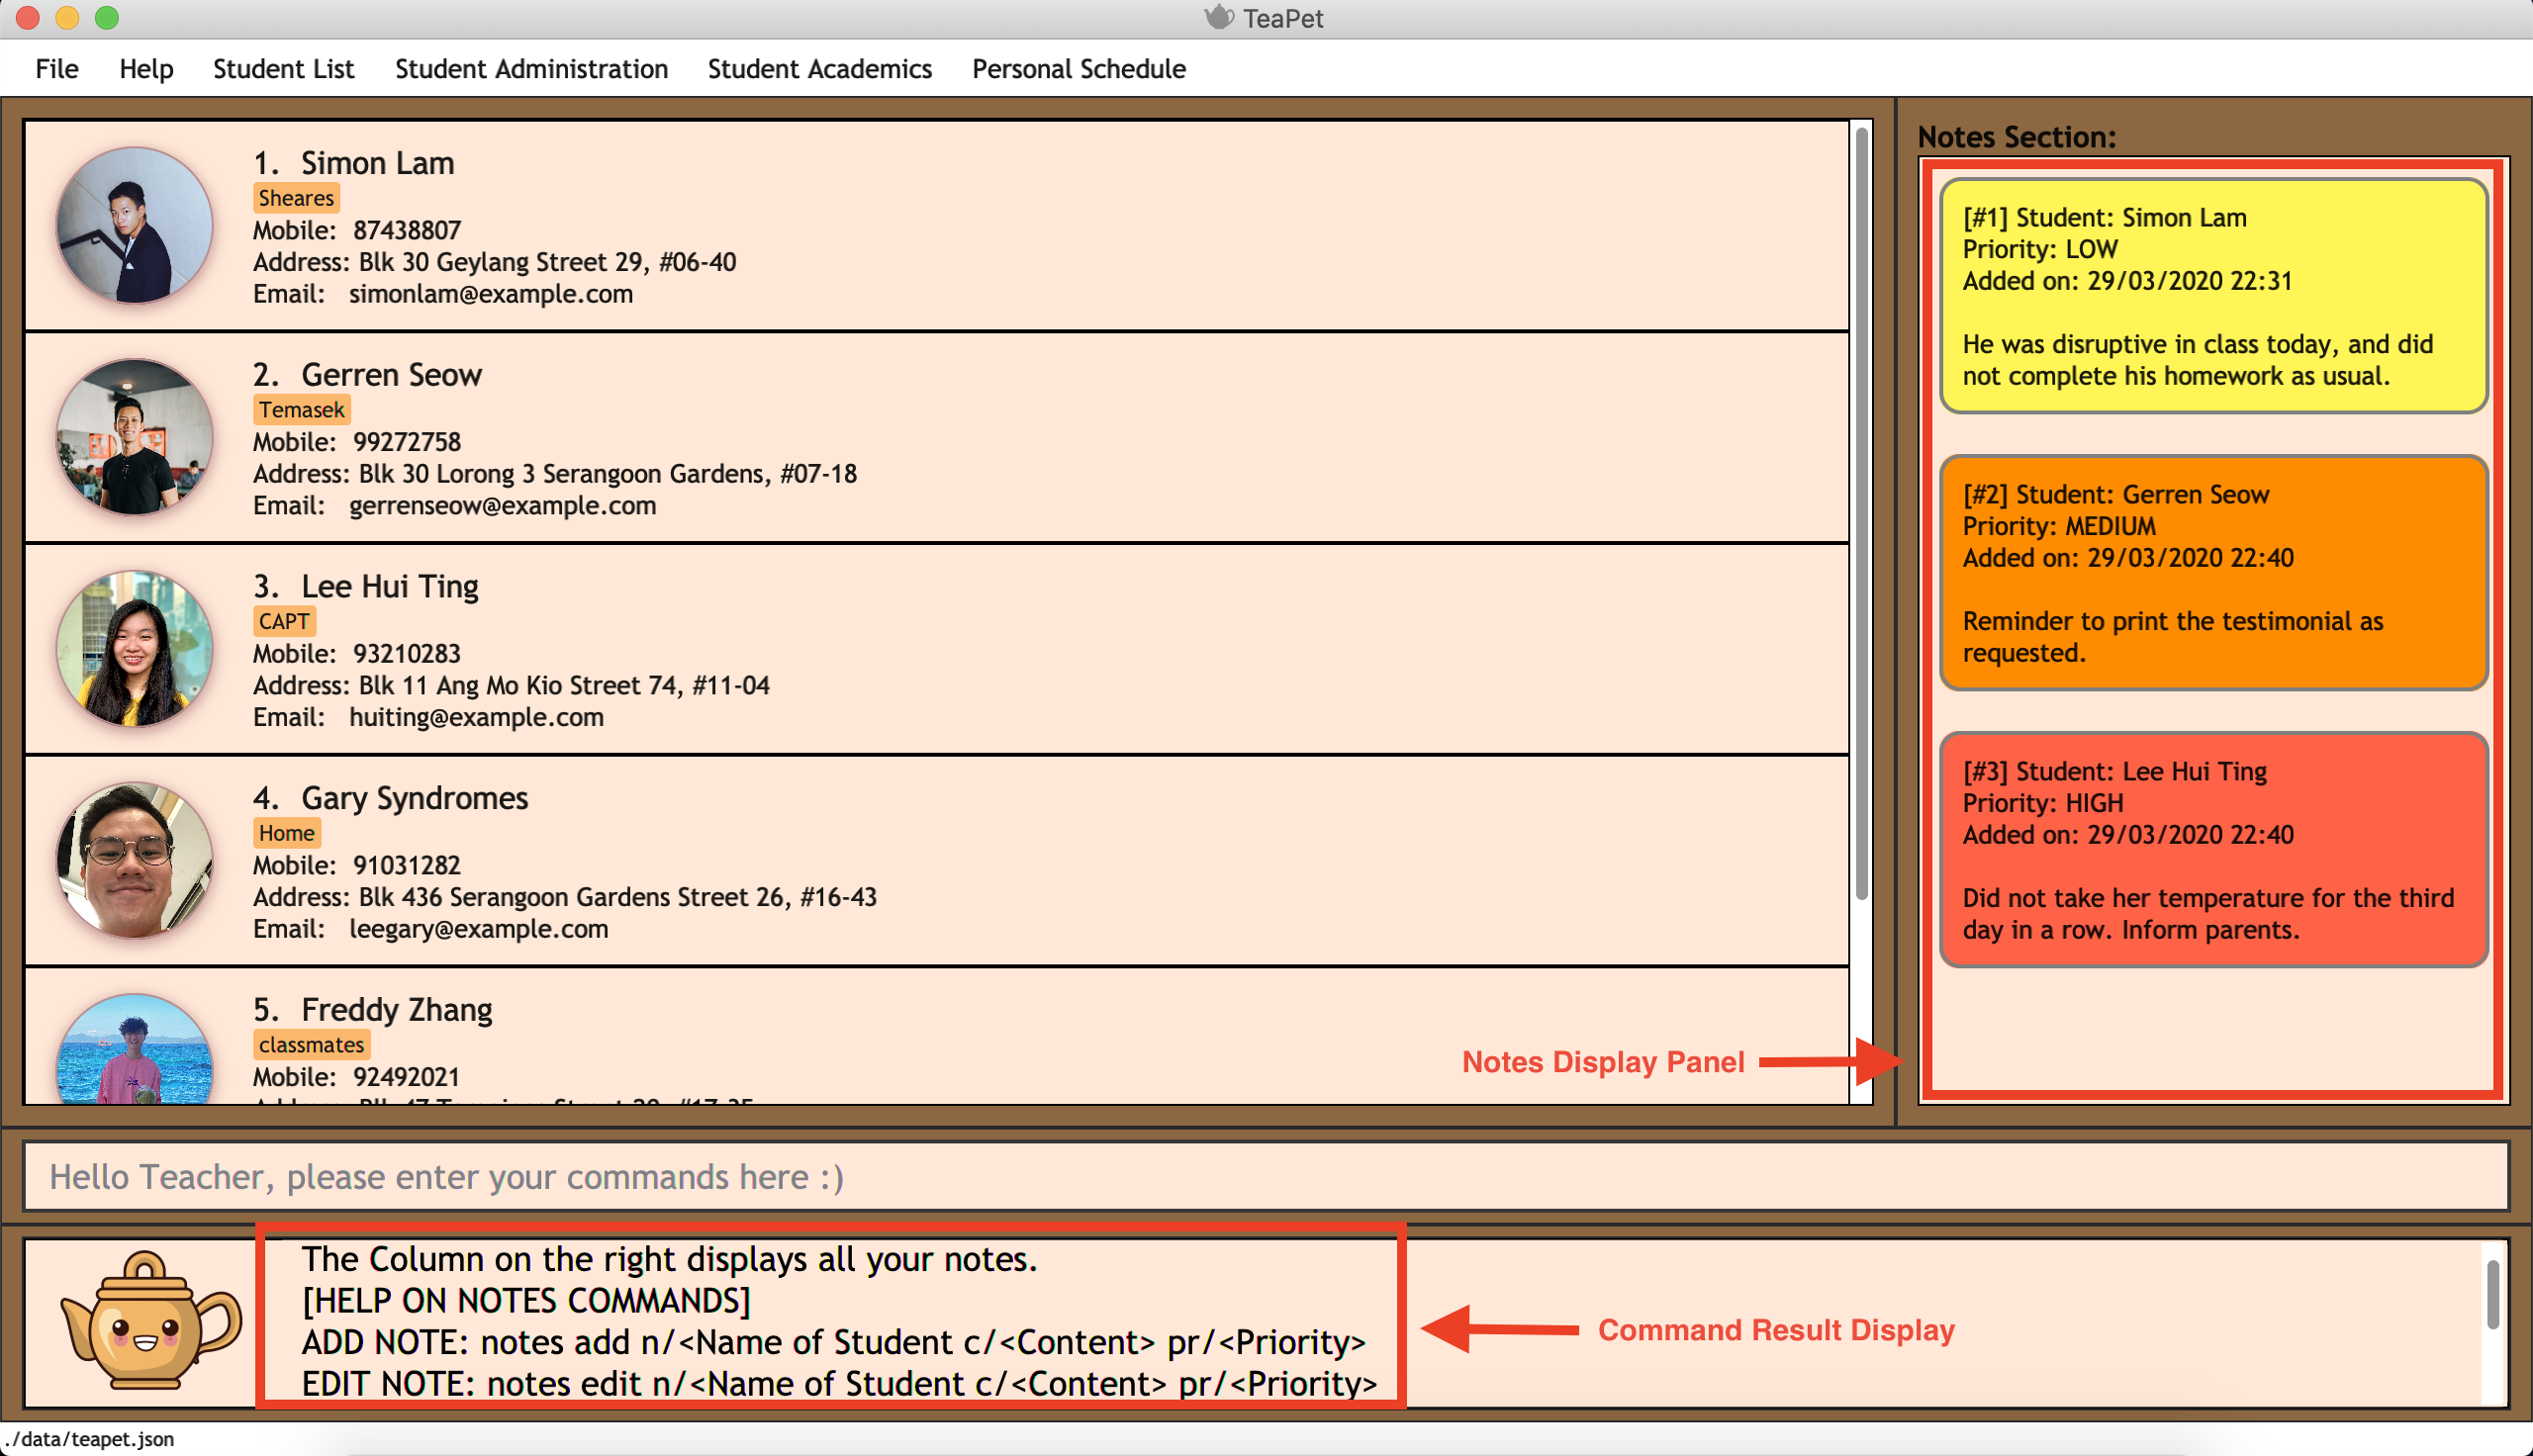 TeaPet
File Help Student List Student Administration Student Academics Personal Schedule
1. Simon Lam
Sheares
Mobile: 87438807
Address: Blk 30 Geylang Street 29, #06-40
Email: simonlam@example.com
2. Gerren Seow
Temasek
Mobile: 99272758
Address: Blk 30 Lorong 3 Serangoon Gardens, #07-18
Email: gerrenseow@example.com
3. Lee Hui Ting
CAPT
Mobile: 93210283
Address: Blk 11 Ang Mo Kio Street 74, #11-04
Email: huiting@example.com
4. Gary Syndromes
Home
Mobile: 91031282
Address: Blk 436 Serangoon Gardens Street 26, #16-43
Email: leegary@example.com
5. Freddy Zhang
classmates
Mobile: 92492021
Notes Display Panel
Notes Section:
[#1] Student: Simon Lam
Priority: LOW
Added on: 29/03/2020 22:31
He was disruptive in class today, and did
not complete his homework as usual.
[#2] Student: Gerren Seow
Priority: MEDIUM
Added on: 29/03/2020 22:40
Reminder to print the testimonial as
requested.
[#3] Student: Lee Hui Ting
Priority: HIGH
Added on: 29/03/2020 22:40
Did not take her temperature for the third
day in a row. Inform parents.
Hello Teacher, please enter your commands here :)
The Column on the right displays all your notes.
[HELP ON NOTES COMMANDS]
ADD NOTE: notes add n/<Name of Student c/<Content> pr/<Priority>
EDIT NOTE: notes edit n/<Name of Student c/<Content> pr/<Priority>
Command Result Display
./data/teapet.json